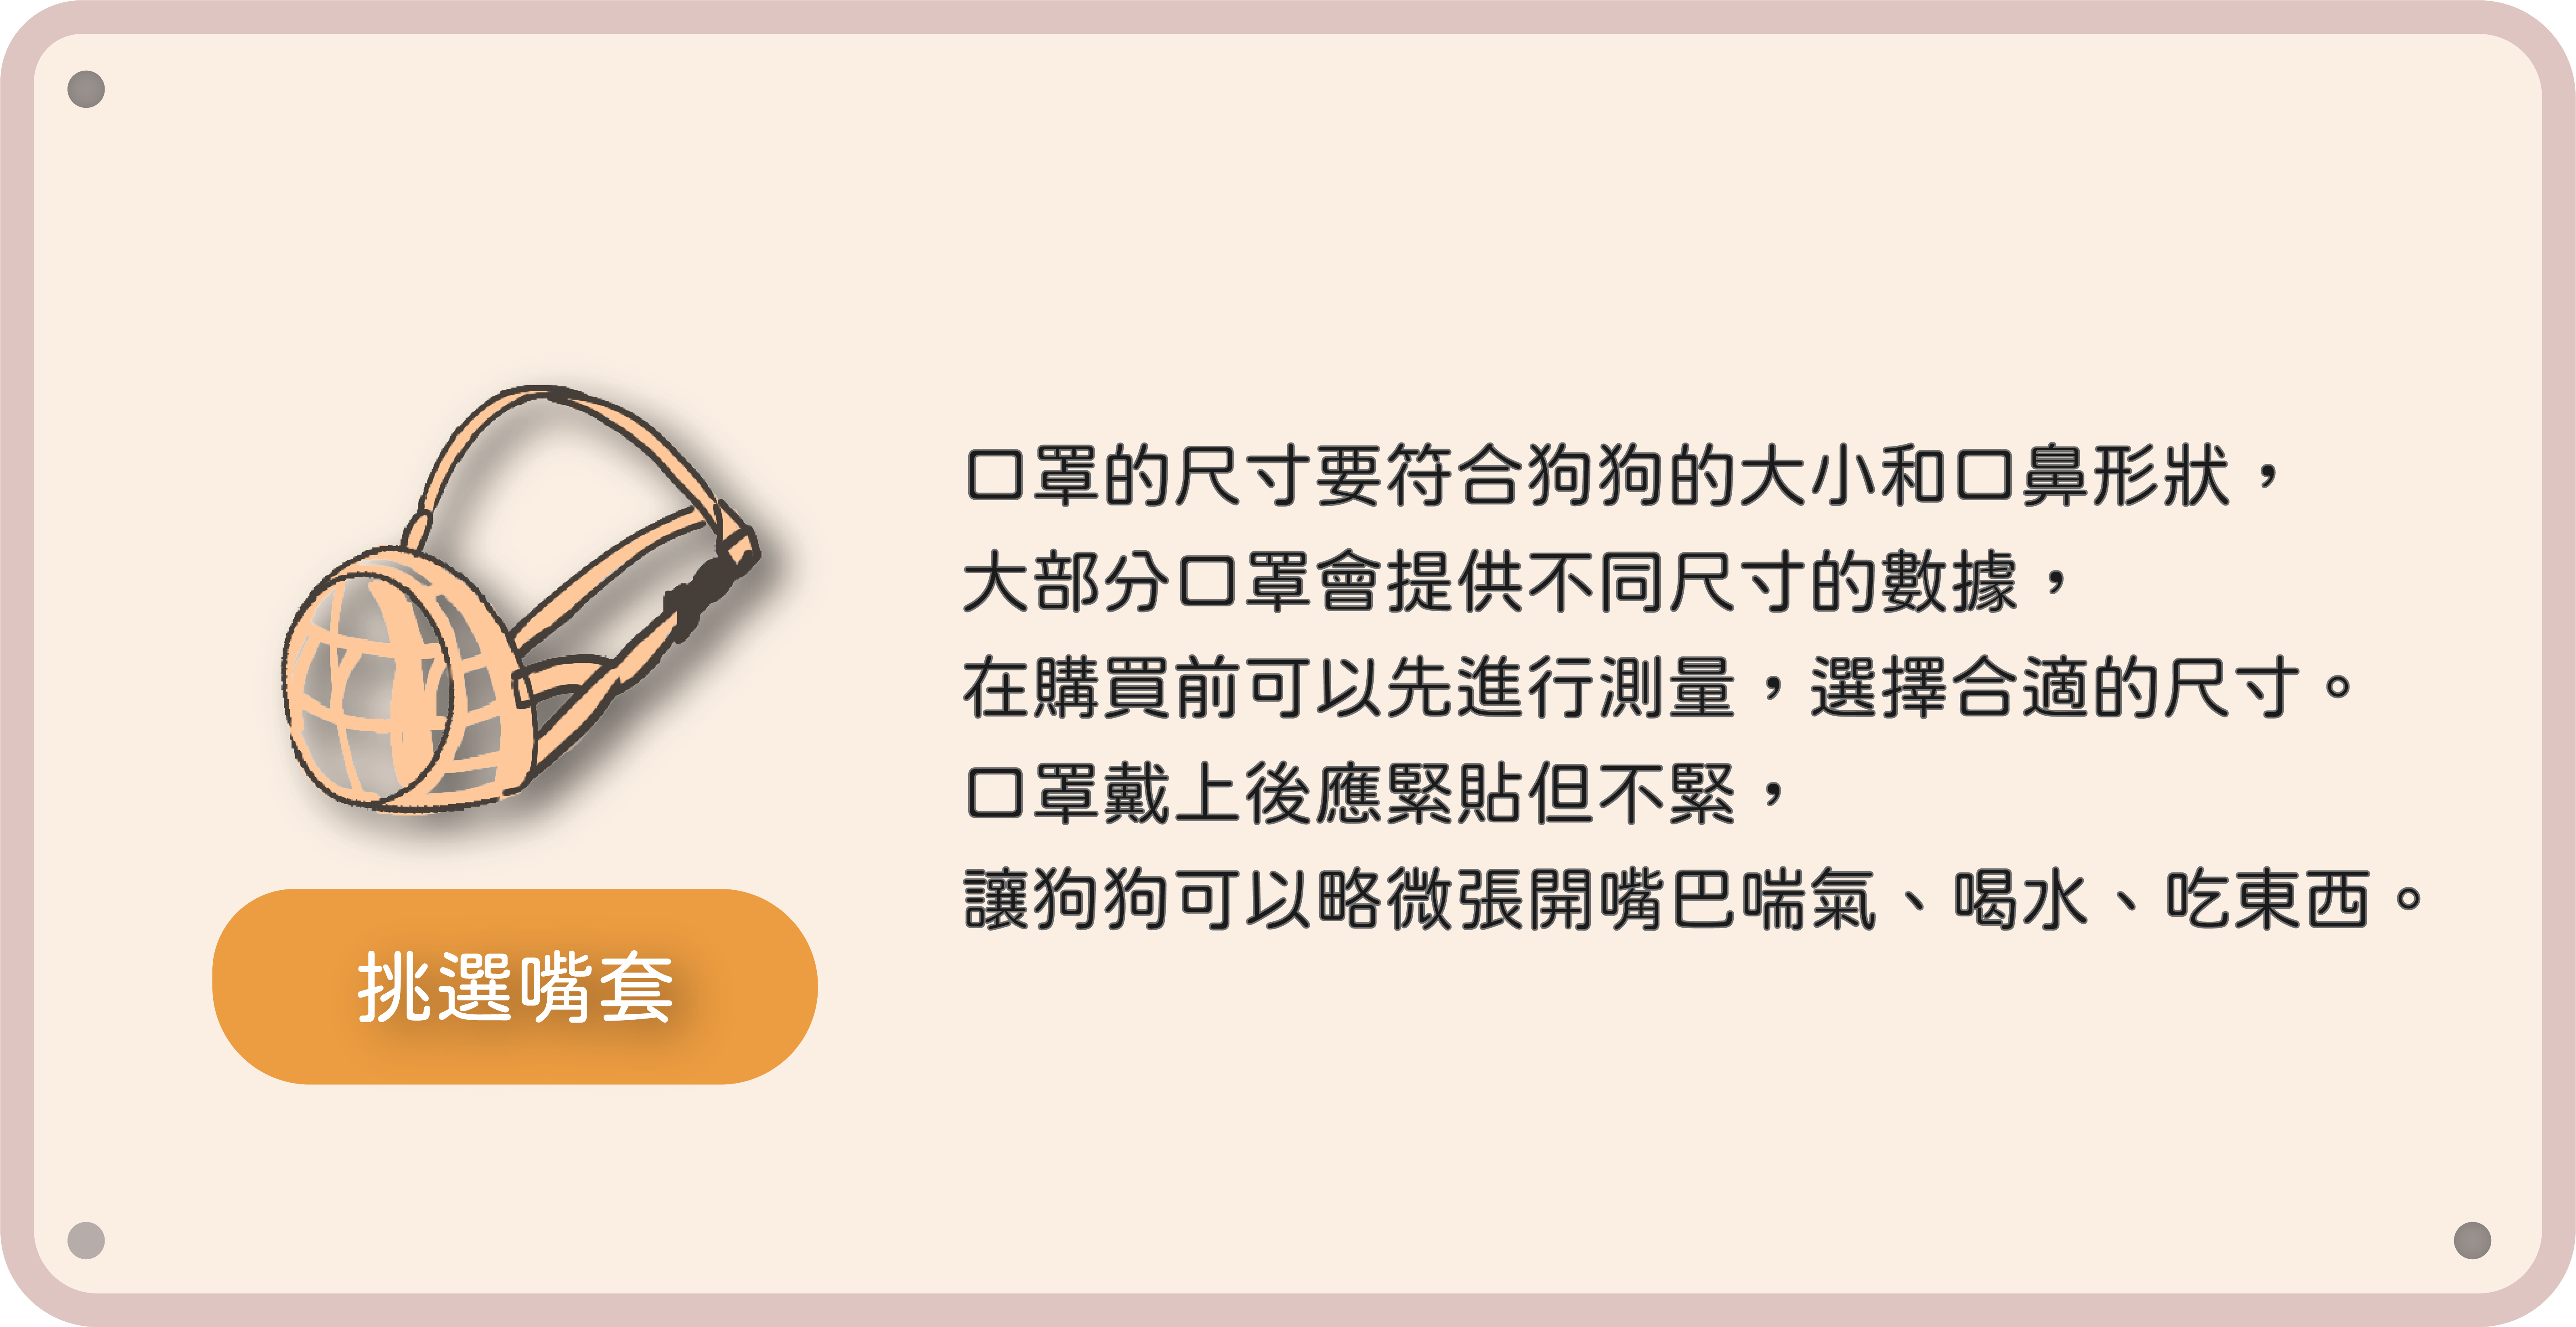 口罩的尺寸要符合狗狗的大小和口鼻形狀，
大部分口罩會提供不同尺寸的數據，
在購買前可以先進行測量，選擇合適的尺寸。
口罩戴上後應緊貼但不緊，
讓狗狗可以略微張開嘴巴喘氣、喝水、吃東西。
挑選嘴套